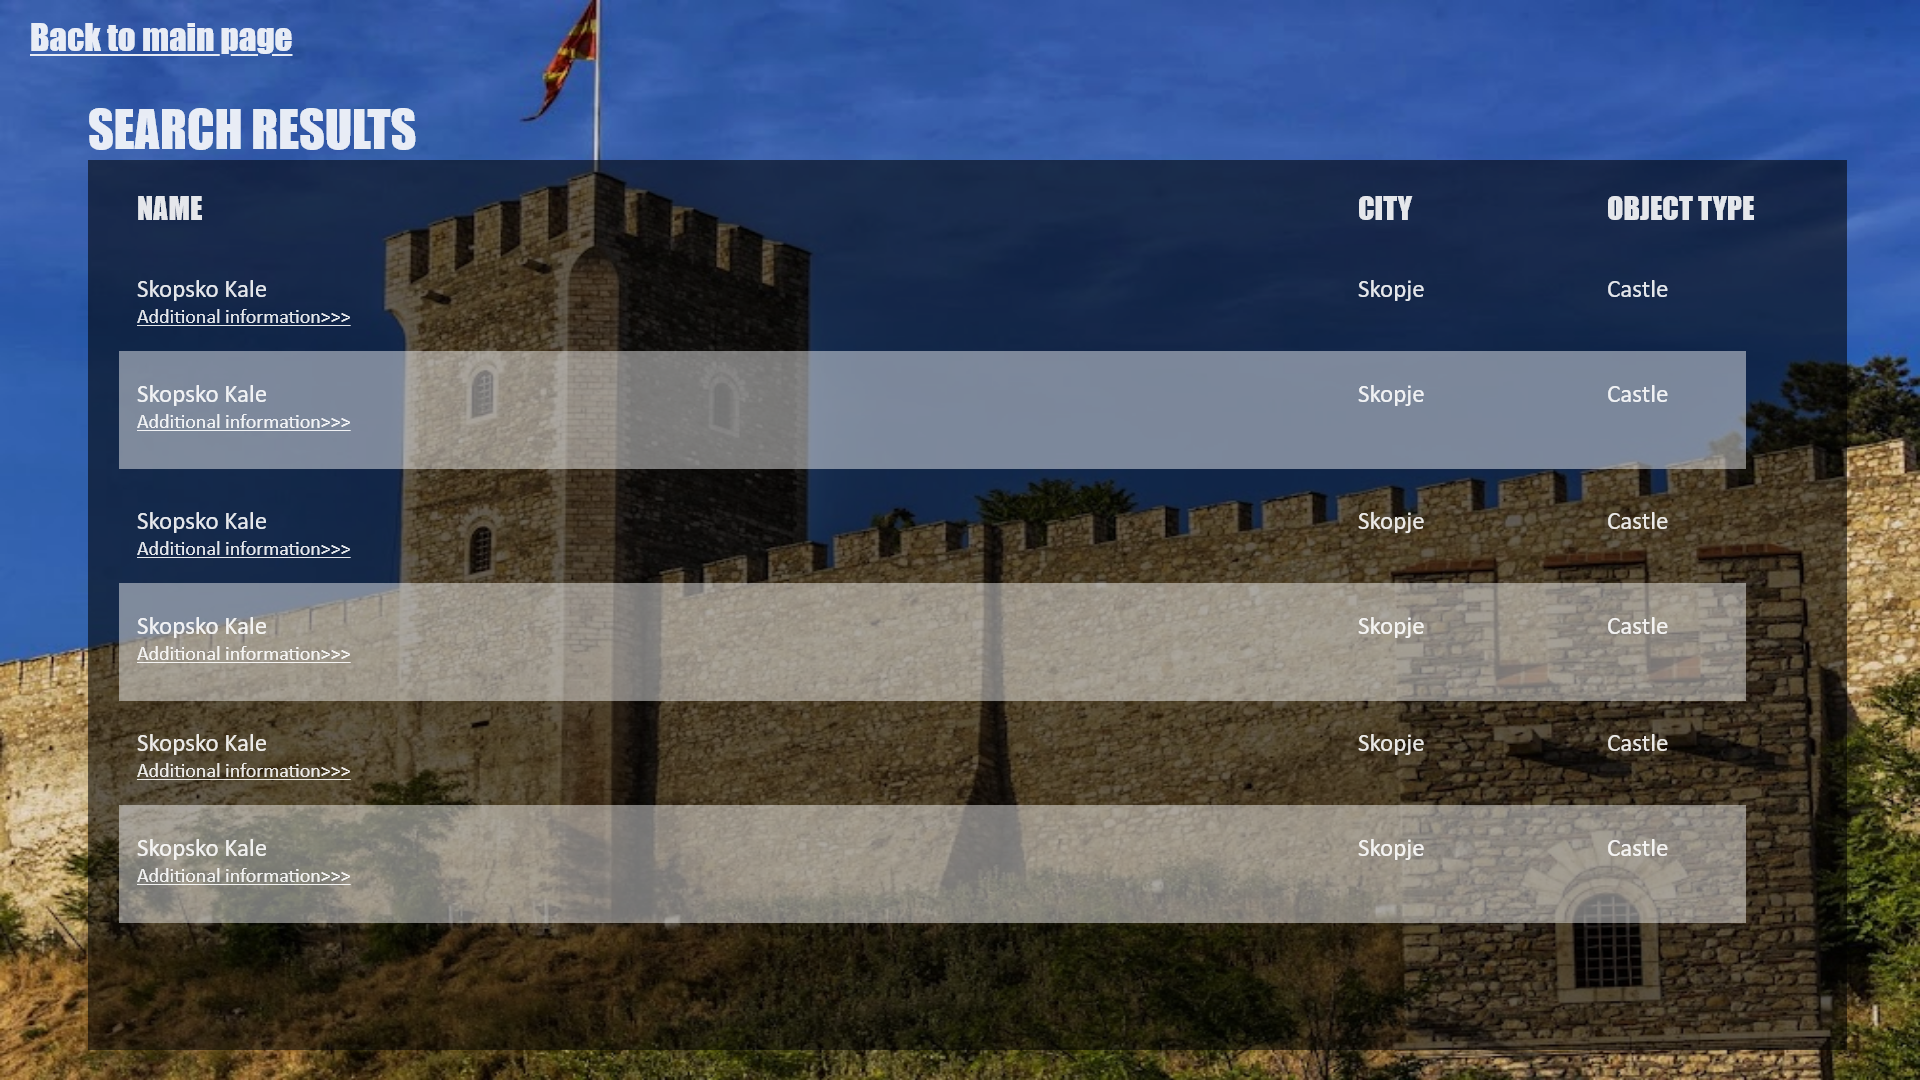 Back to main page
SEARCH RESULTS
NAME CITY OBJECT TYPE
Skopsko Kale Skopje Castle
Additional information>>>
Skopsko Kale Skopje Castle
Additional information>>>
Skopsko Kale Skopje Castle
Additional information>>>
Skopsko Kale Skopje Castle
Additional information>>>
Skopsko Kale Skopje Castle
Additional information>>>
Skopsko Kale Skopje Castle
Additional information>>>